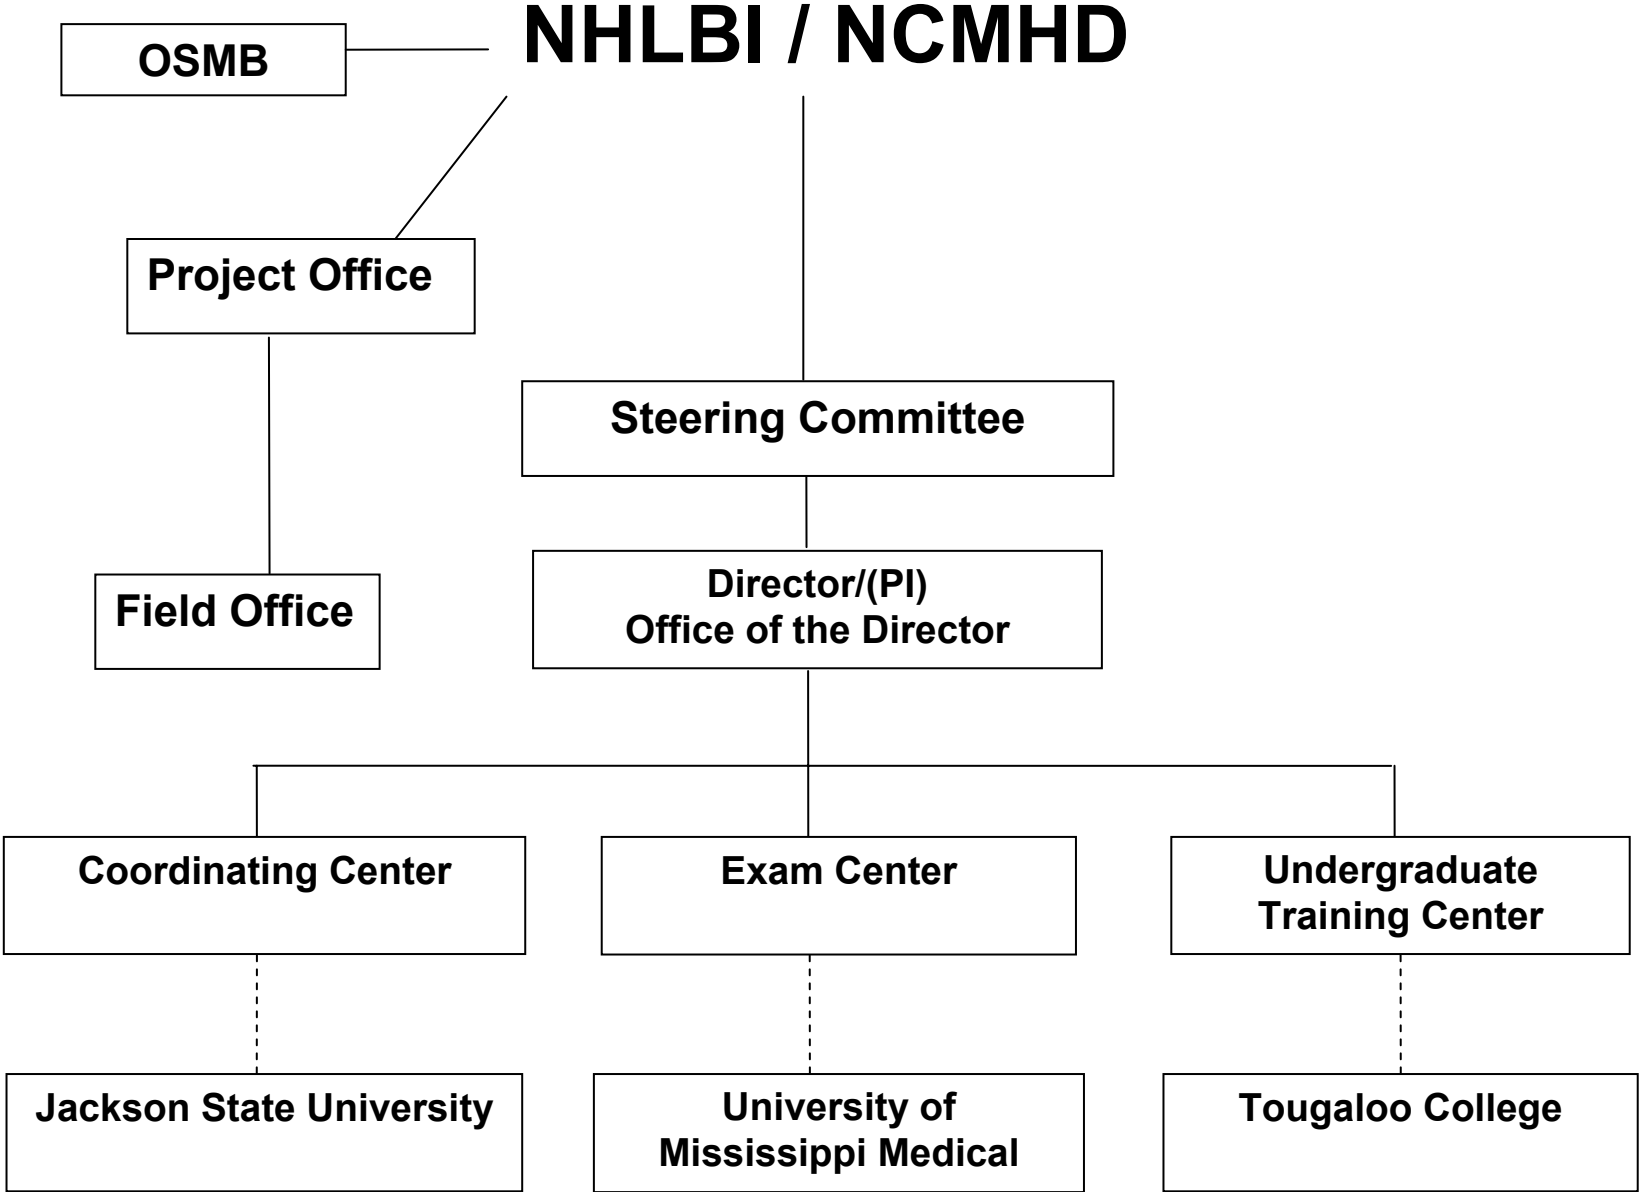 NHLBI / NCMHD
OSMB
Project Office
Steering Committee
Field Office
Director/(PI)
Office of the Director
Coordinating Center
Exam Center
Undergraduate
Training Center
Jackson State University
University of
Mississippi Medical
Tougaloo College